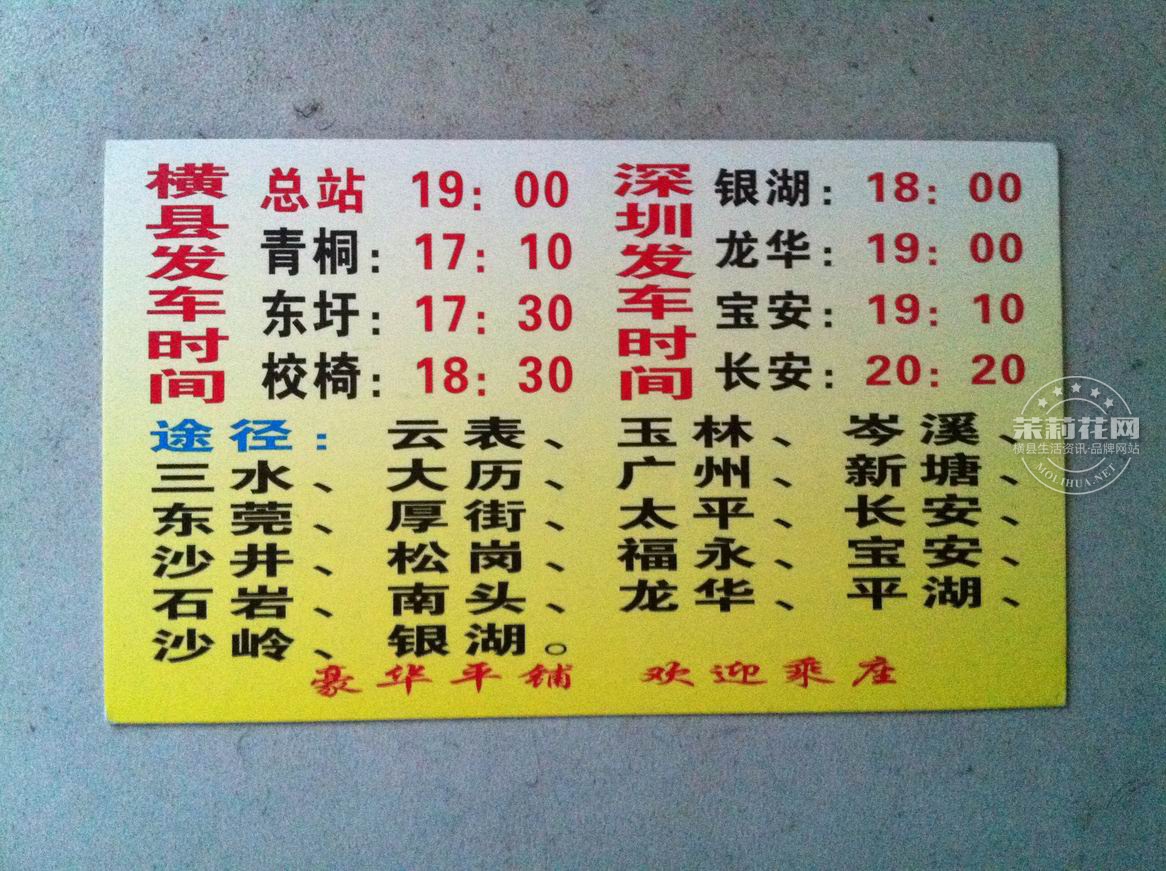 横县发车时间
总站 19：00
青桐：17：10
东圩：17：30
校椅：18：30
深圳发车时间
银湖：18：00
龙华：19：00
宝安：19：10
长安：20：20
途径：云表、玉林、岑溪、
三水、大历、广州、新塘、
东莞、厚街、太平、长安、
沙井、松岗、福永、宝安、
石岩、南头、龙华、平湖、
沙岭、银湖。
豪华平铺 欢迎乘座
茉莉花网
横县生活资讯·品牌网站
MOLIHUA.NET